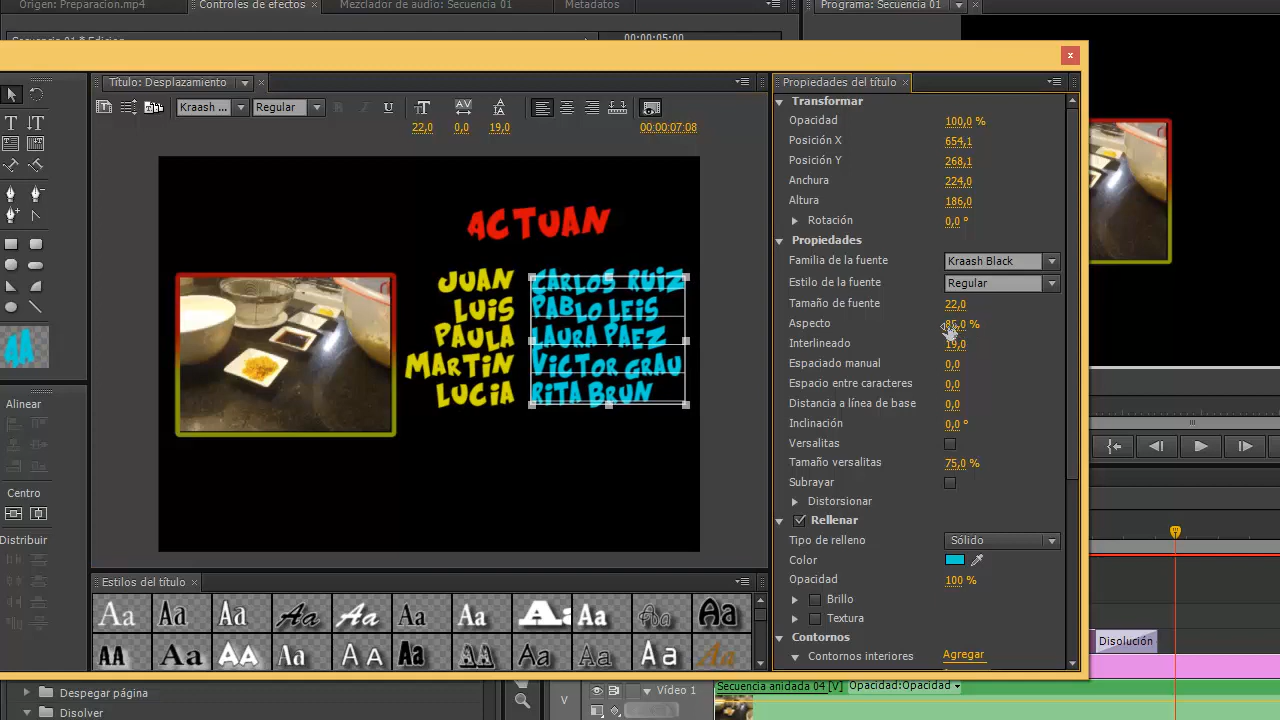 Origen: Preparacion.mp4
Controles de efectos
Mezclador de audio: Secuencia 01
Metadatos
Programa: Secuencia 01
00:00:05:00
Título: Desplazamiento
Kraash ...
Regular
22,0
0,0
19,0
00:00:07:08
ACTUAN
JUAN CARLOS RUIZ
LUIS PABLO LEIS
PAULA LAURA PAEZ
MARTIN VICTOR GRAU
LUCIA RITA BRUN
Alinear
Centro
Distribuir
Estilos del título
Aa Aa Aa Aa Aa Aa Aa Aa Aa Aa Aa
AA Aa AA Aa AA Aa AA Aa Aa Aa Aa
Propiedades del título
Transformar
Opacidad 100,0 %
Posición X 654,1
Posición Y 268,1
Anchura 224,0
Altura 186,0
Rotación 0,0 °
Propiedades
Familia de la fuente Kraash Black
Estilo de la fuente Regular
Tamaño de fuente 22,0
Aspecto %
Interlineado 19,0
Espaciado manual 0,0
Espacio entre caracteres 0,0
Distancia a línea de base 0,0
Inclinación 0,0 °
Versalitas
Tamaño versalitas 75,0 %
Subrayar
Distorsionar
Rellenar
Tipo de relleno Sólido
Color
Opacidad 100 %
Brillo
Textura
Contornos
Contornos interiores Agregar
Disolución
Despegar página
Disolver
V
Vídeo 1
Secuencia anidada 04 [V] Opacidad:Opacidad